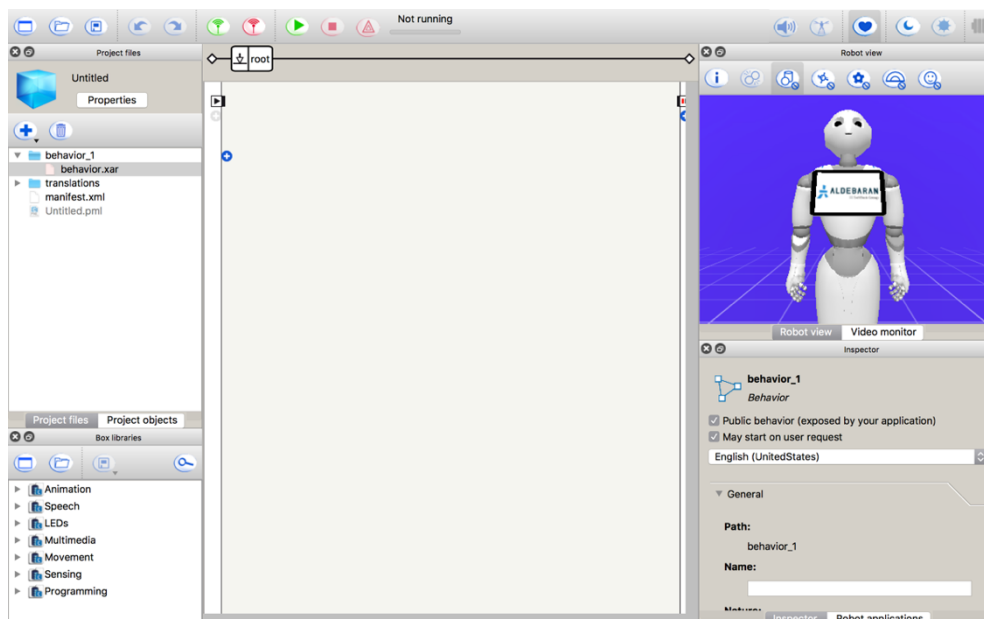 Not running
Project files
Untitled
Properties
behavior_1
behavior.xar
translations
manifest.xml
Untitled.pml
Project files
Project objects
Box libraries
Animation
Speech
LEDs
Multimedia
Movement
Sensing
Programming
root
Robot view
ALDEBARAN
Robot view
Video monitor
Inspector
behavior_1
Behavior
Public behavior (exposed by your application)
May start on user request
English (UnitedStates)
General
Path:
behavior_1
Name:
Nature:
Inspector
Robot applications